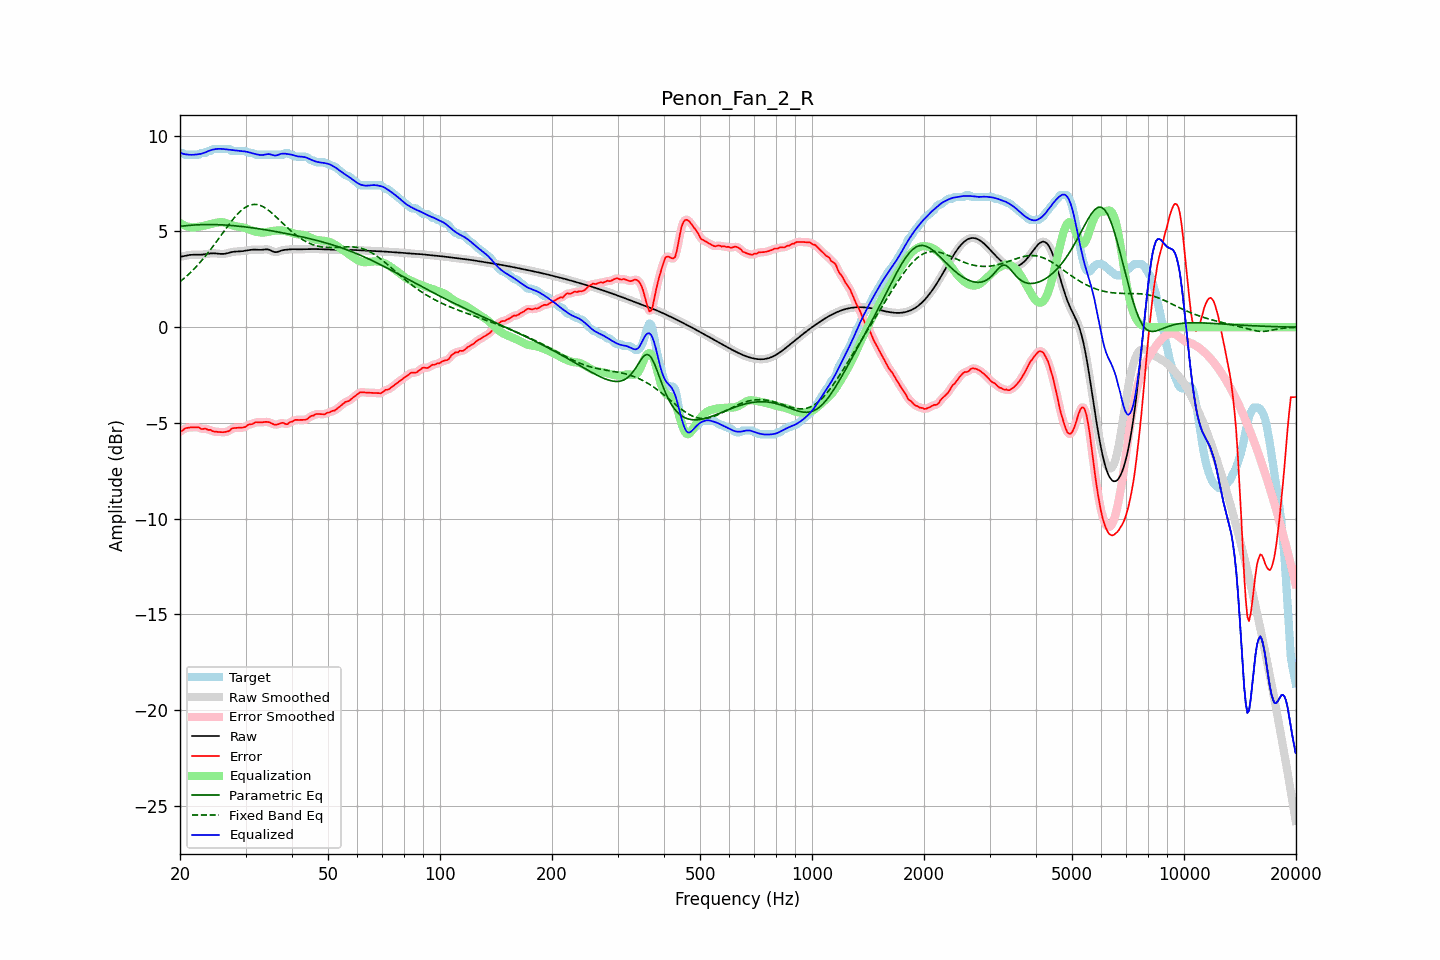 Penon_Fan_2_R
10
5
0
−5
−10
−15
−20
−25
Amplitude (dBr)
Target
Raw Smoothed
Error Smoothed
Raw
Error
Equalization
Parametric Eq
Fixed Band Eq
Equalized
20 50 100 200 500 1000 2000 5000 10000 20000
Frequency (Hz)